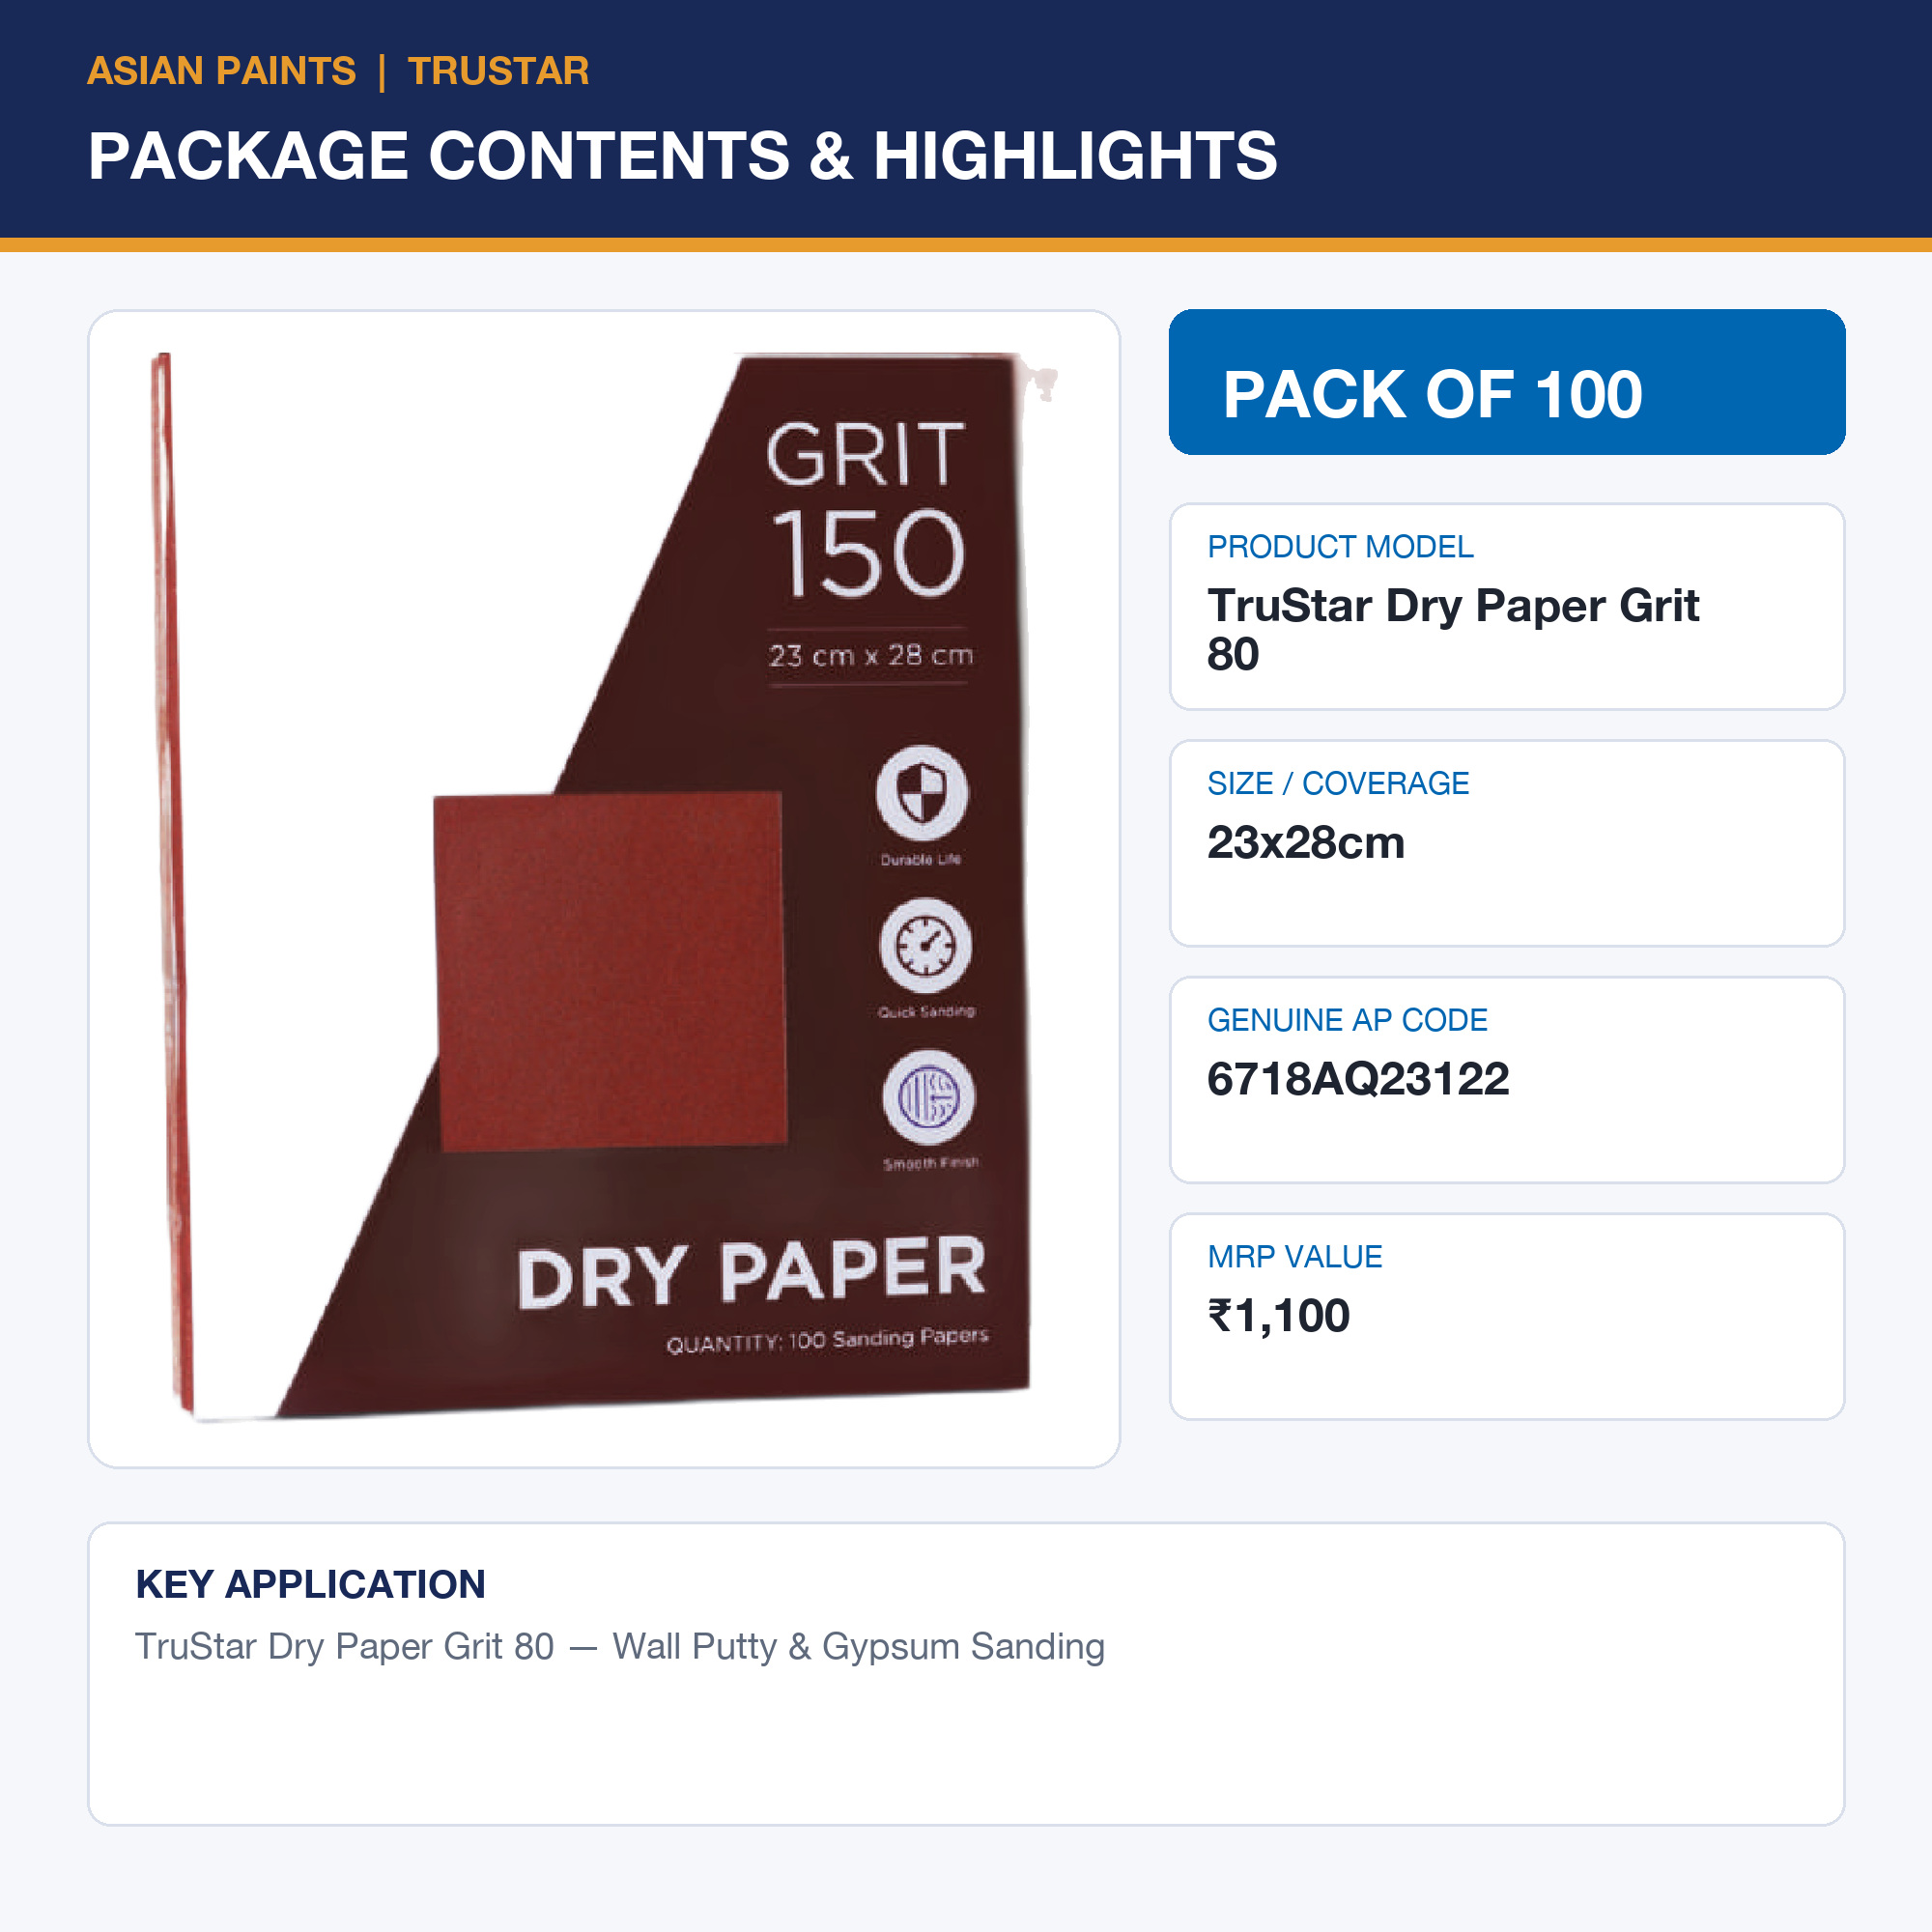 ASIAN PAINTS | TRUSTAR
PACKAGE CONTENTS & HIGHLIGHTS
GRIT
150
23 cm x 28 cm
Durable Life
Quick Sanding
Smooth Finish
DRY PAPER
QUANTITY: 100 Sanding Papers
PACK OF 100
PRODUCT MODEL
TruStar Dry Paper Grit
80
SIZE / COVERAGE
23x28cm
GENUINE AP CODE
6718AQ23122
MRP VALUE
₹1,100
KEY APPLICATION
TruStar Dry Paper Grit 80 — Wall Putty & Gypsum Sanding